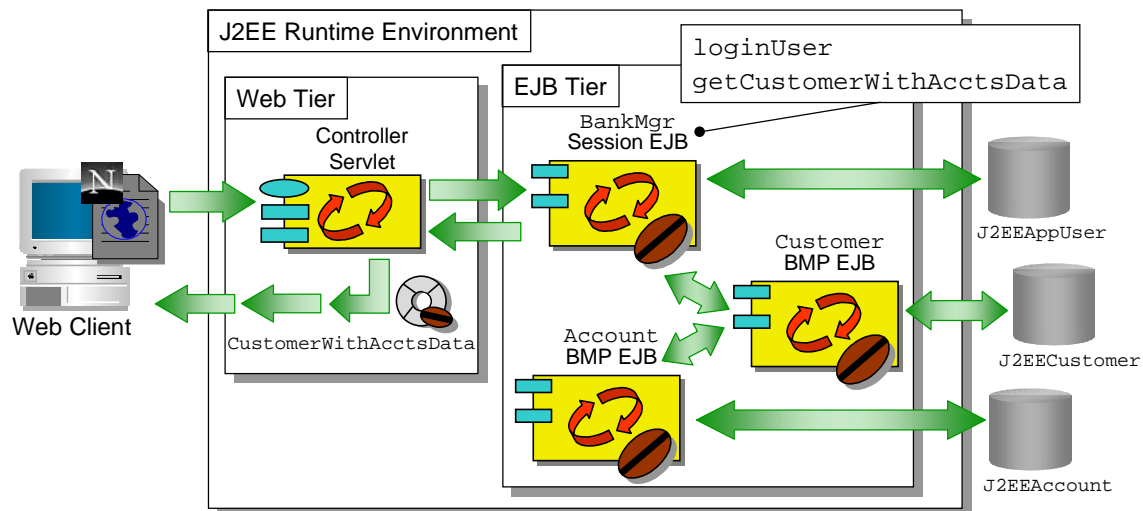 J2EE Runtime Environment
loginUser
getCustomerWithAcctsData
Web Tier
EJB Tier
Controller
Servlet
BankMgr
Session EJB
N
J2EEAppUser
Customer
BMP EJB
Web Client
CustomerWithAcctsData
Account
BMP EJB
J2EECustomer
J2EEAccount